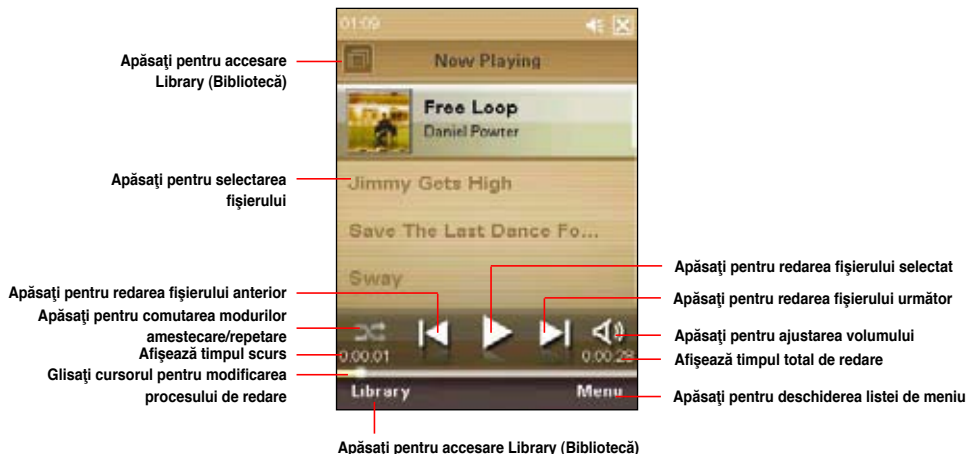 01:09
Now Playing
Free Loop
Daniel Powter
Jimmy Gets High
Save The Last Dance Fo...
Sway
0:00:01
0:00:28
Library
Menu
Apăsaţi pentru accesare
Library (Bibliotecă)
Apăsaţi pentru selectarea
fişierului
Apăsaţi pentru redarea fişierului anterior
Apăsaţi pentru comutarea modurilor
amestecare/repetare
Afişează timpul scurs
Glisaţi cursorul pentru modificarea
procesului de redare
Apăsaţi pentru redarea fişierului selectat
Apăsaţi pentru redarea fişierului următor
Apăsaţi pentru ajustarea volumului
Afişează timpul total de redare
Apăsaţi pentru deschiderea listei de meniu
Apăsaţi pentru accesare Library (Bibliotecă)